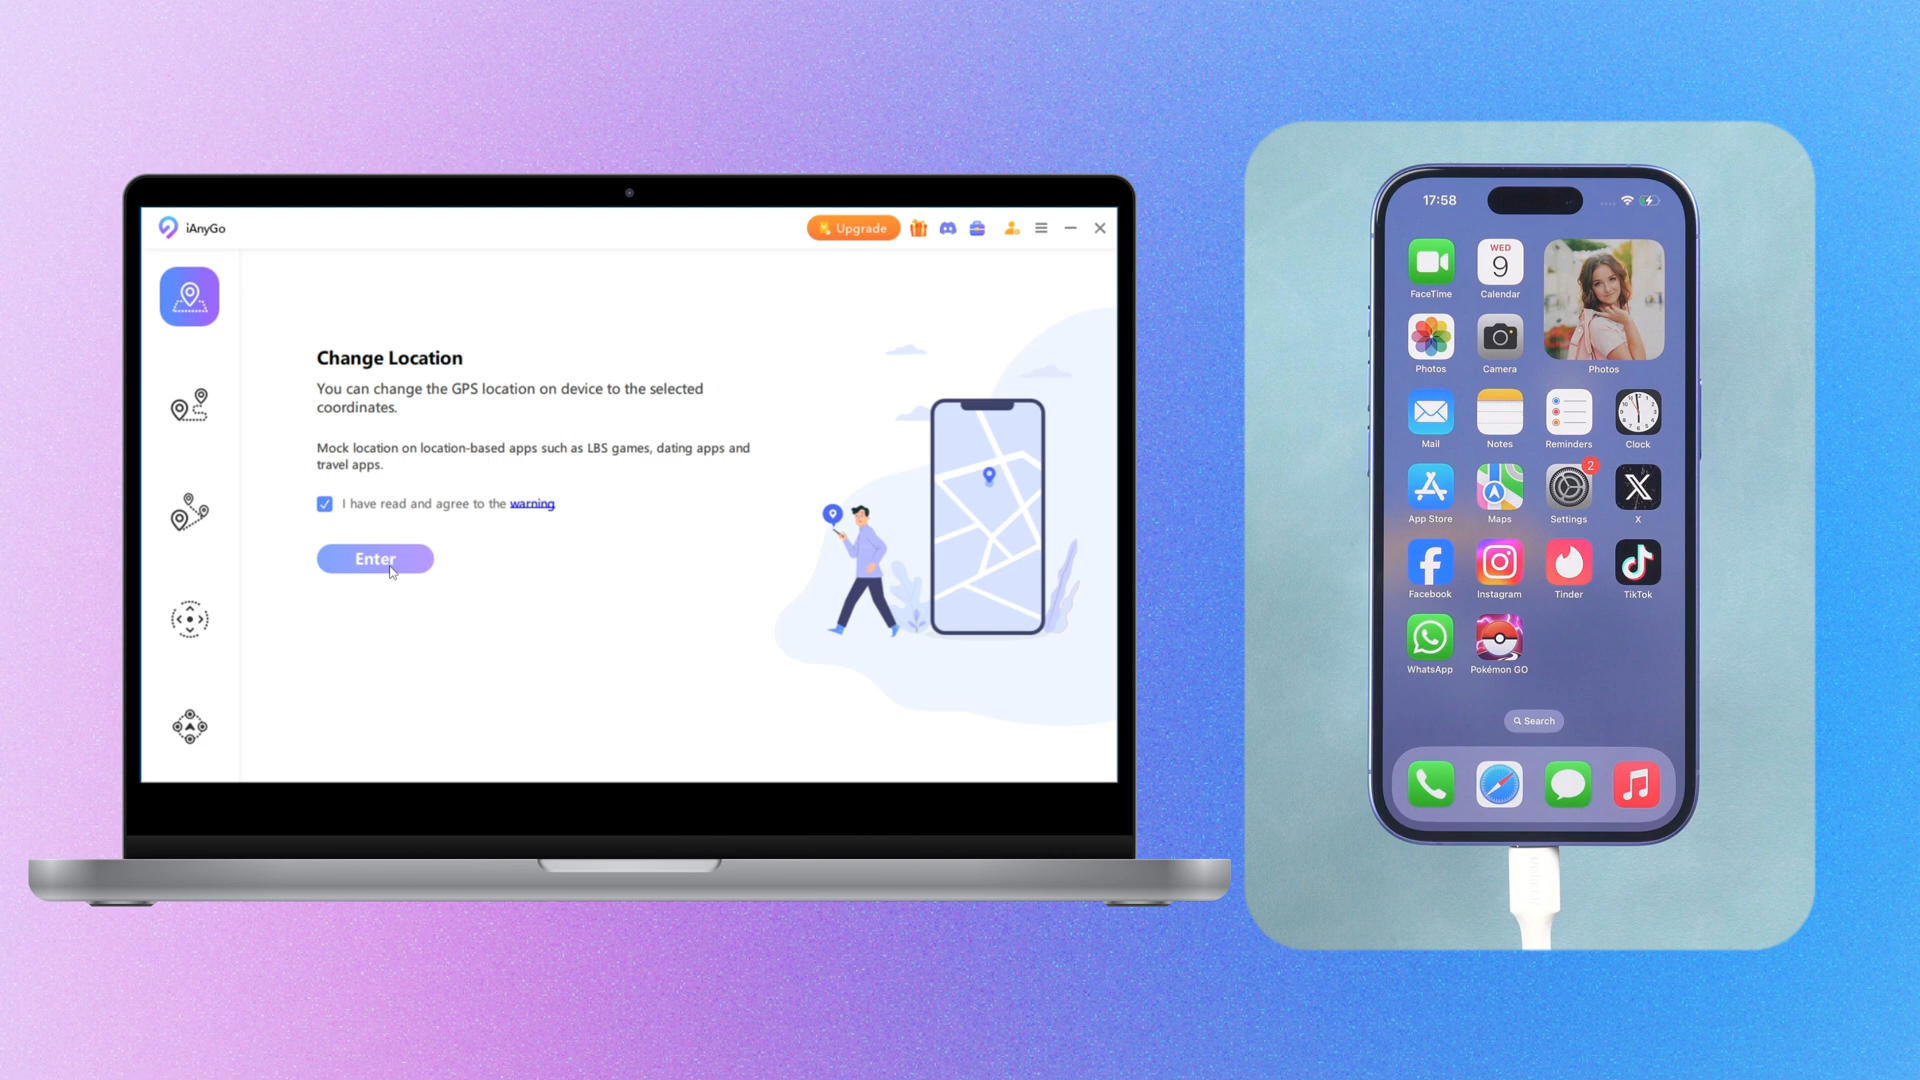 iAnyGo
Upgrade
Change Location
You can change the GPS location on device to the selected
coordinates.
Mock location on location-based apps such as LBS games, dating apps and
travel apps.
I have read and agree to the warning
Enter
17:58
WED
9
FaceTime
Calendar
Photos
Camera
Photos
Mail
Notes
Reminders
Clock
2
App Store
Maps
Settings
X
Facebook
Instagram
Tinder
TikTok
WhatsApp
Pokémon GO
Search